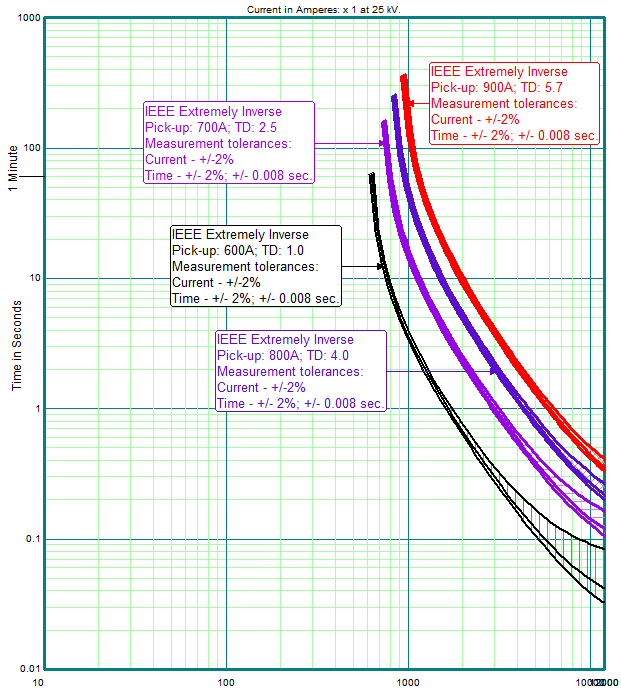 Current in Amperes: x 1 at 25 kV.
1000
IEEE Extremely Inverse
Pick-up: 900A; TD: 5.7
Measurement tolerances:
Current - +/-2%
Time - +/- 2%; +/- 0.008 sec.
IEEE Extremely Inverse
Pick-up: 700A; TD: 2.5
Measurement tolerances:
Current - +/-2%
Time - +/- 2%; +/- 0.008 sec.
100
1 Minute
IEEE Extremely Inverse
Pick-up: 600A; TD: 1.0
Measurement tolerances:
Current - +/-2%
Time - +/- 2%; +/- 0.008 sec.
10
Time in Seconds
IEEE Extremely Inverse
Pick-up: 800A; TD: 4.0
Measurement tolerances:
Current - +/-2%
Time - +/- 2%; +/- 0.008 sec.
1
0.1
0.01
10 100 1000